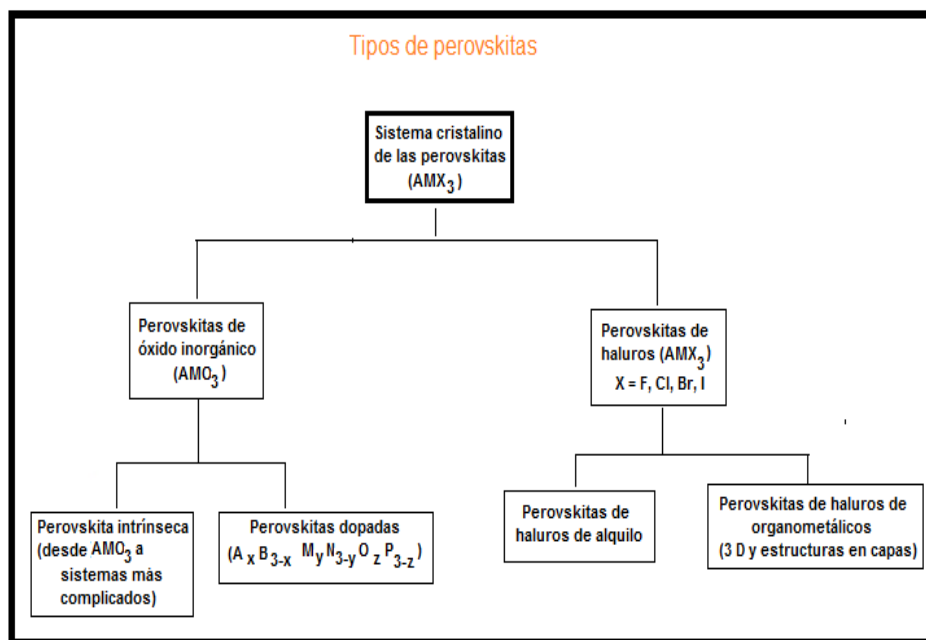 Tipos de perovskitas
Sistema cristalino
de las perovskitas
(AMX₃)
Perovskitas de
óxido inorgánico
(AMO₃)
Perovskitas de
haluros (AMX₃)
X = F, Cl, Br, I
Perovskita intrínseca
(desde AMO₃ a
sistemas más
complicados)
Perovskitas dopadas
(A x B 3-x M y N 3-y O z P 3-z)
Perovskitas de
haluros de alquilo
Perovskitas de haluros de
organometálicos
(3 D y estructuras en capas)